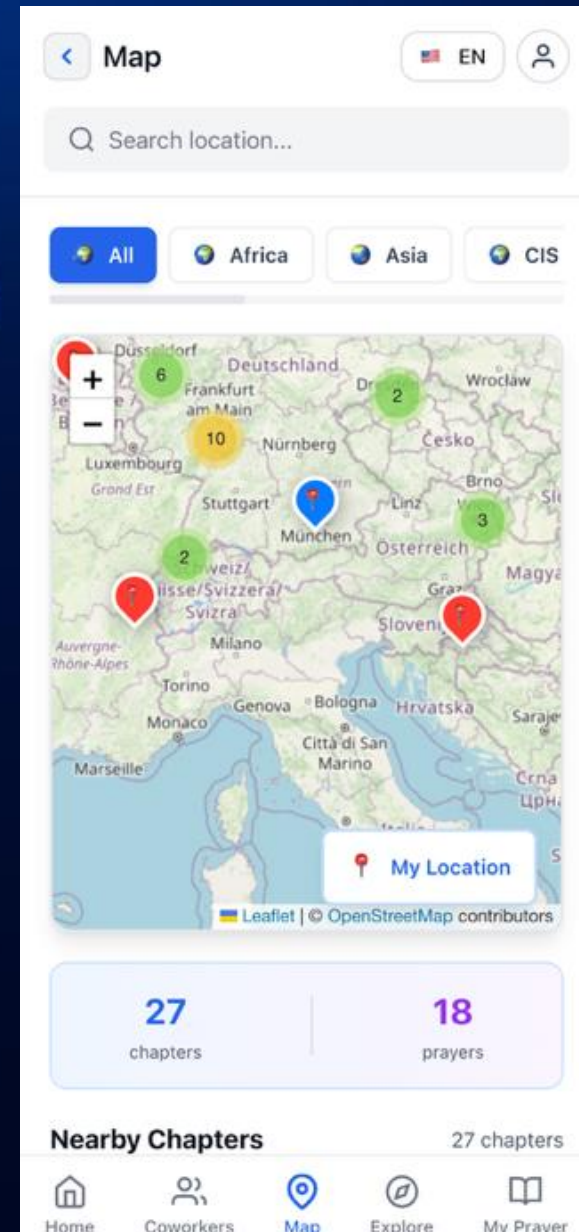 Map
EN
Search location...
All
Africa
Asia
CIS
Düsseldorf
Deutschland
6
Frankfurt
am Main
2
Wrocław
10
Nürnberg
Česko
Luxembourg
Grand Est
Stuttgart
Brno
Linz
3
München
Österreich
2
Graz
Magya
Svizra
Sloveni
Auvergne-
Rhône-Alpes
Milano
Torino
Genova
Bologna
Hrvatska
Saraje
Monaco
Città di San
Marino
Marseille
Crna
My Location
Leaflet | © OpenStreetMap contributors
27
chapters
18
prayers
Nearby Chapters
27 chapters
Home
Coworkers
Map
Explore
My Prayer